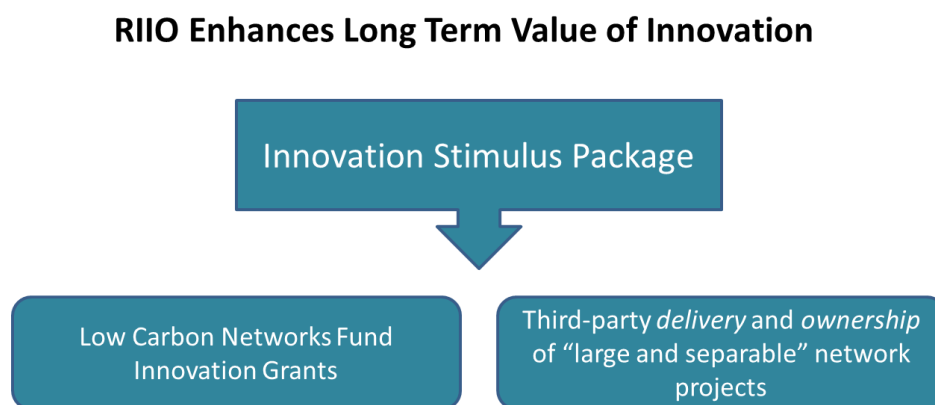 RIIO Enhances Long Term Value of Innovation
Innovation Stimulus Package
Low Carbon Networks Fund
Innovation Grants
Third-party delivery and ownership
of “large and separable” network
projects